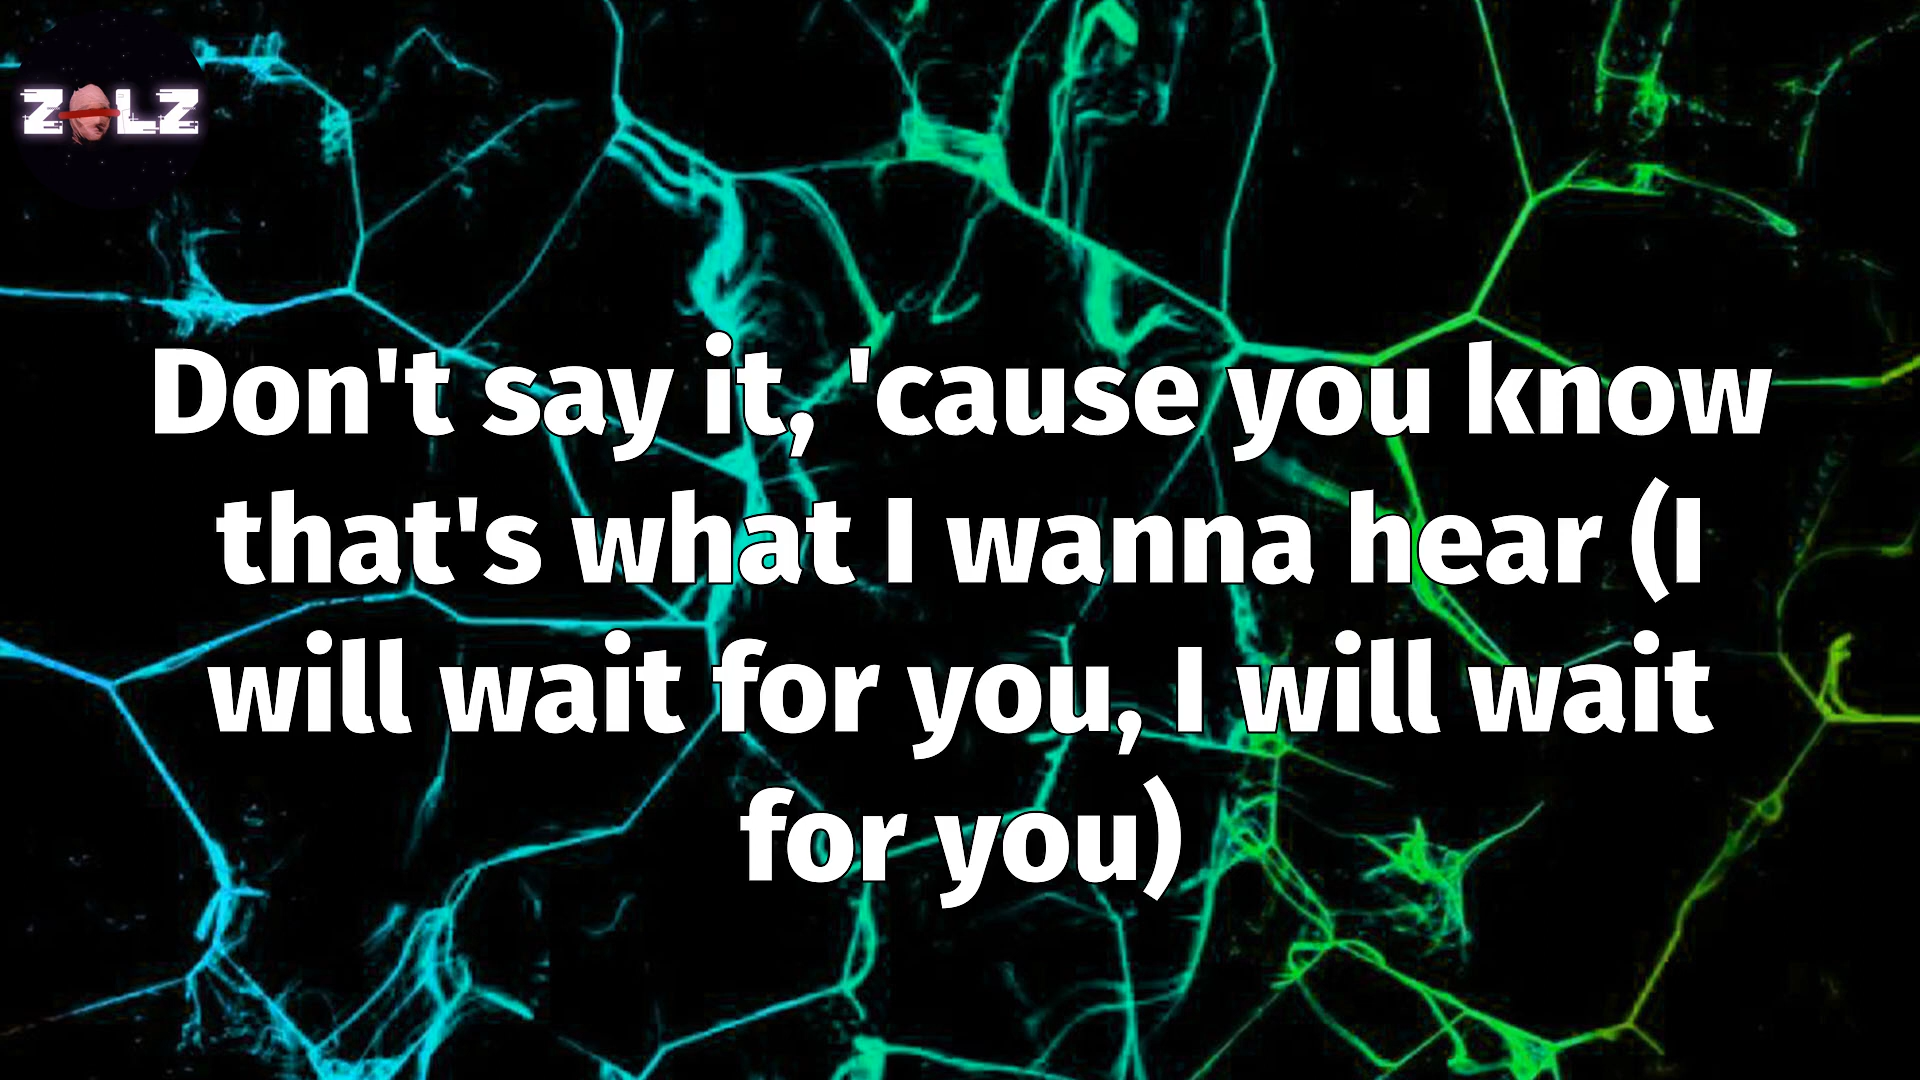 ZOLZ
Don't say it, 'cause you know
that's what I wanna hear (I
will wait for you, I will wait
for you)